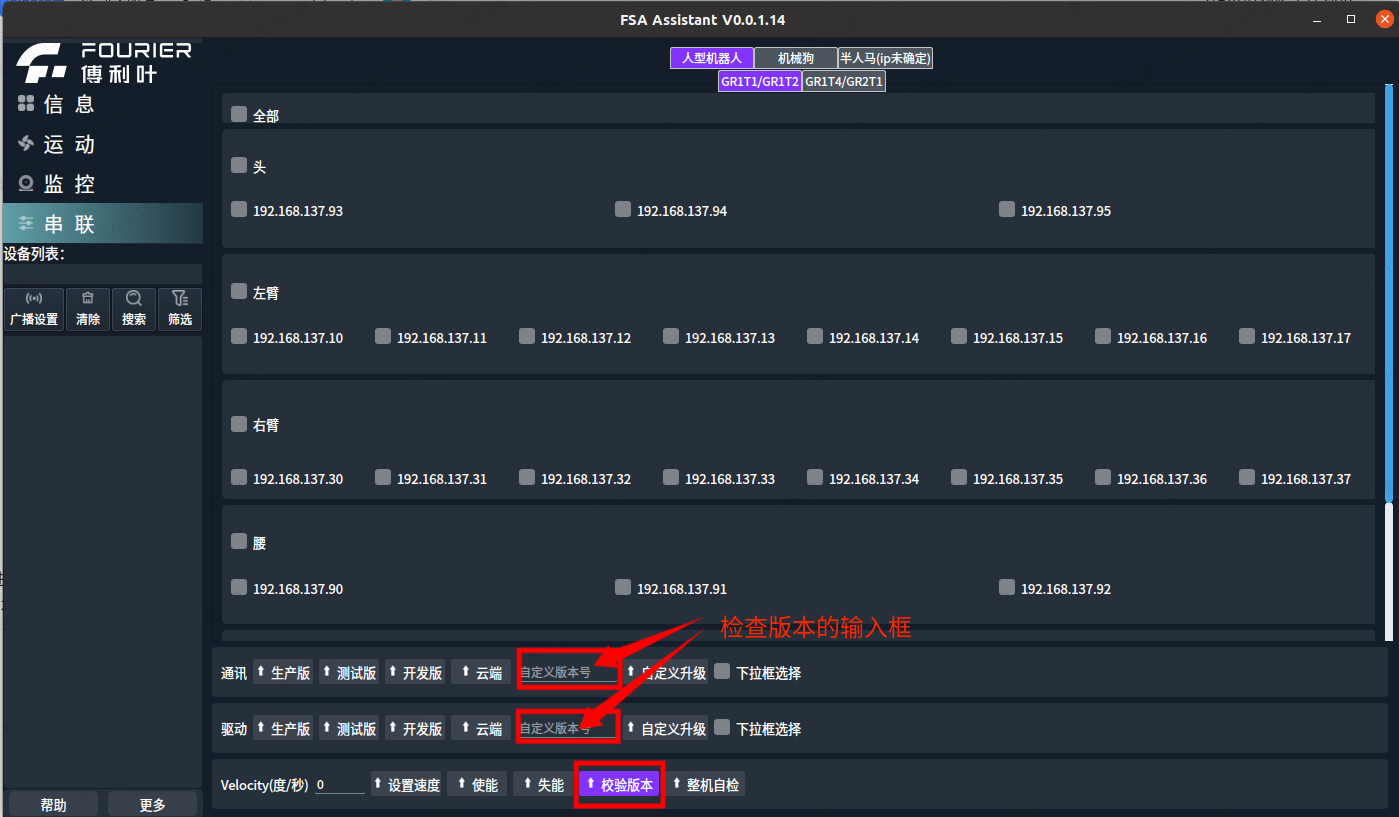 FSA Assistant V0.0.1.14
FOURIER
傅利叶
信 息
运 动
监 控
串 联
设备列表:
广播设置 清除 搜索 筛选
帮助 更多
人型机器人 机械狗 半人马(ip未确定)
GR1T1/GR1T2 GR1T4/GR2T1
全部
头
192.168.137.93 192.168.137.94 192.168.137.95
左臂
192.168.137.10 192.168.137.11 192.168.137.12 192.168.137.13 192.168.137.14 192.168.137.15 192.168.137.16 192.168.137.17
右臂
192.168.137.30 192.168.137.31 192.168.137.32 192.168.137.33 192.168.137.34 192.168.137.35 192.168.137.36 192.168.137.37
腰
192.168.137.90 192.168.137.91 192.168.137.92
检查版本的输入框
通讯 生产版 测试版 开发版 云端 自定义版本号 自定义升级 下拉框选择
驱动 生产版 测试版 开发版 云端 自定义版本号 自定义升级 下拉框选择
Velocity(度/秒) 0 设置速度 使能 失能 校验版本 整机自检